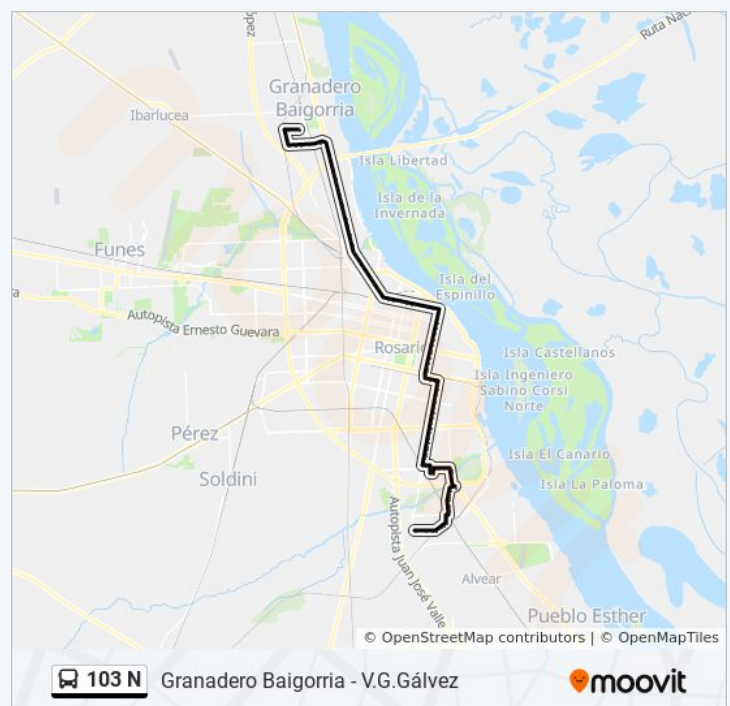 Ruta Nac
Granadero
Baigorria
Ibarlucea
Isla Libertad
Isla de la
Invernada
Funes
Isla del
Espinillo
Autopista Ernesto Guevara
Rosario
Isla Castellanos
Isla Ingeniero
Sabino Corsi
Norte
Pérez
Isla El Canario
Soldini
Isla La Paloma
Autopista Juan José Valle
Alvear
Pueblo Esther
© OpenStreetMap contributors | © OpenMapTiles
103 N Granadero Baigorria - V.G.Gálvez
moovit